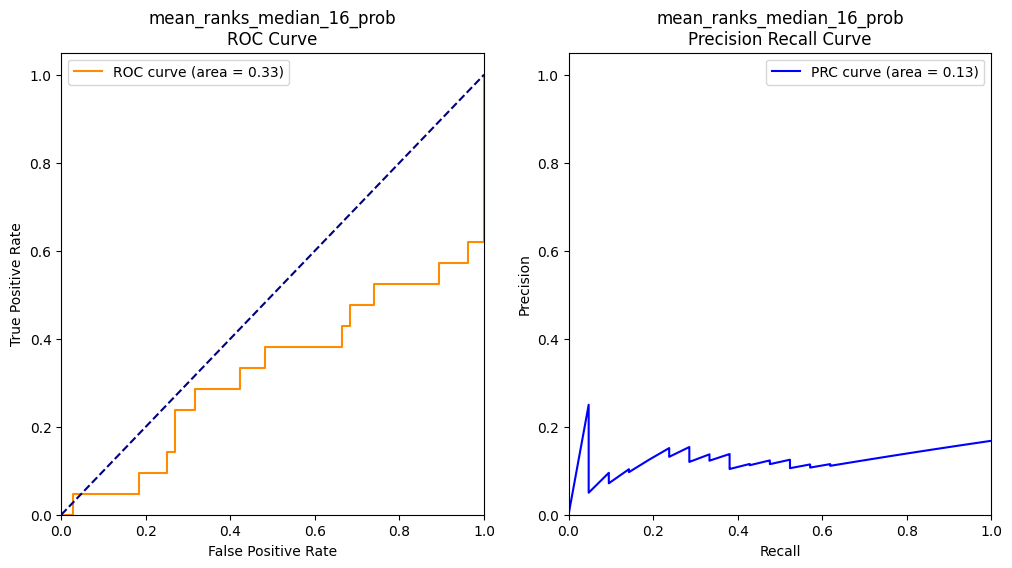 mean_ranks_median_16_prob
ROC Curve
ROC curve (area = 0.33)
1.0
0.8
0.6
0.4
0.2
0.0
True Positive Rate
0.0 0.2 0.4 0.6 0.8 1.0
False Positive Rate
mean_ranks_median_16_prob
Precision Recall Curve
PRC curve (area = 0.13)
1.0
0.8
0.6
0.4
0.2
0.0
Precision
0.0 0.2 0.4 0.6 0.8 1.0
Recall